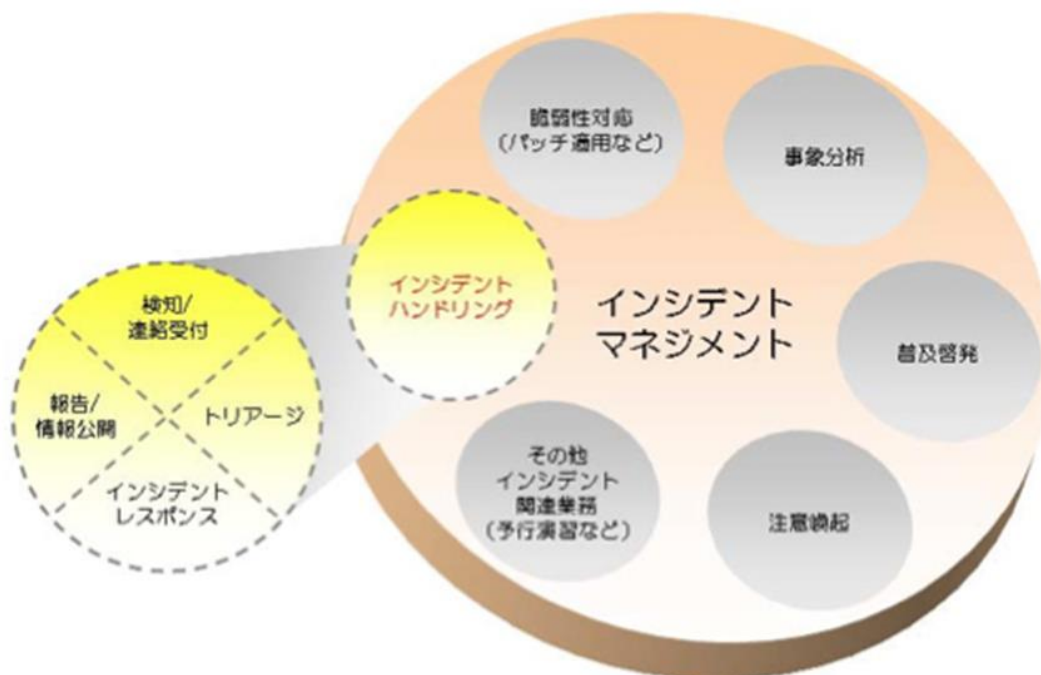 脆弱性対応
(パッチ適用など)
事象分析
インシデント
ハンドリング
インシデント
マネジメント
普及啓発
検知/
連絡受付
報告/
情報公開
トリアージ
インシデント
レスポンス
その他
インシデント
関連業務
(予行演習など)
注意喚起